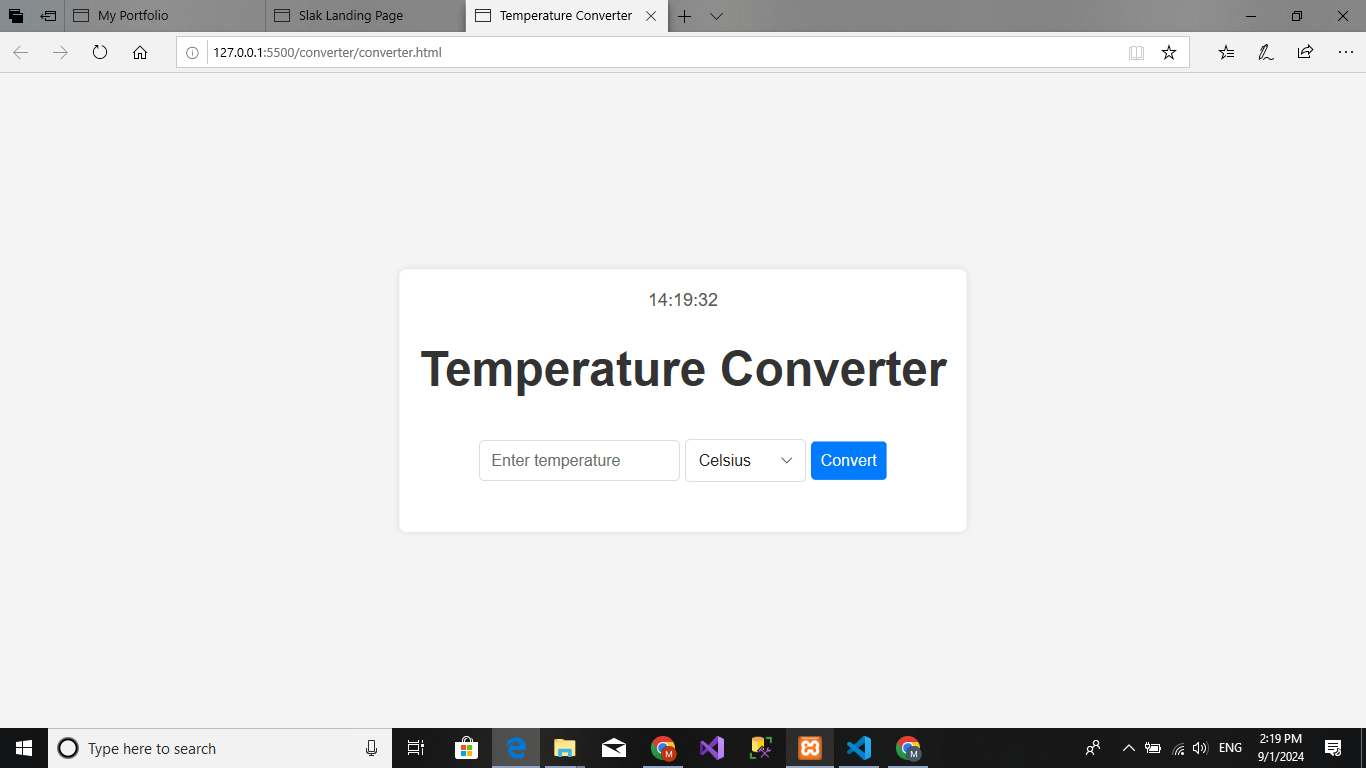 My Portfolio
Slak Landing Page
Temperature Converter
127.0.0.1:5500/converter/converter.html
14:19:32
Temperature Converter
Enter temperature
Celsius
Convert
Type here to search
M
M
ENG
2:19 PM
9/1/2024